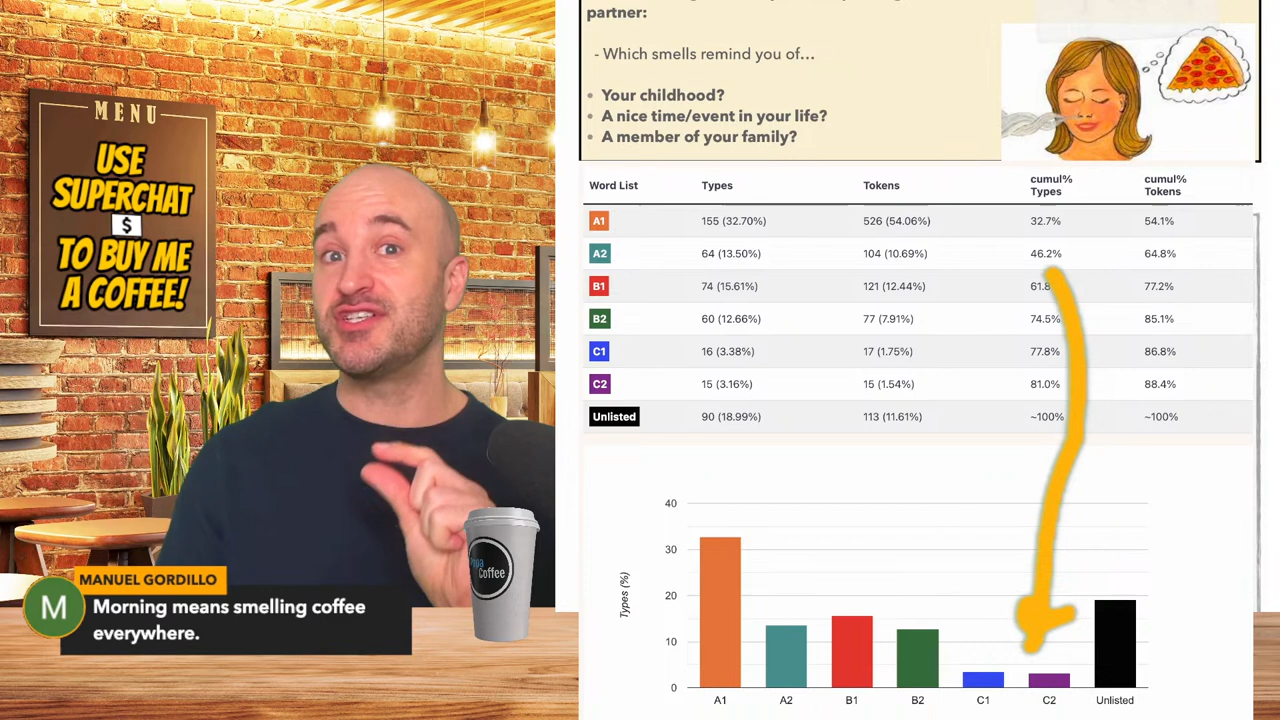 MENU
USE
SUPERCHAT
$
TO BUY ME
A COFFEE!
MANUEL GORDILLO
M
Morning means smelling coffee
everywhere.
Coffee
partner:
- Which smells remind you of...
• Your childhood?
• A nice time/event in your life?
• A member of your family?
Word List Types Tokens cumul% Types cumul% Tokens
A1 155 (32.70%) 526 (54.06%) 32.7% 54.1%
A2 64 (13.50%) 104 (10.69%) 46.2% 64.8%
B1 74 (15.61%) 121 (12.44%) 61.8 77.2%
B2 60 (12.66%) 77 (7.91%) .5% 85.1%
C1 16 (3.38%) 17 (1.75%) 77.8% 86.8%
C2 15 (3.16%) 15 (1.54%) 81.0% 88.4%
Unlisted 90 (18.99%) 113 (11.61%) ~100% ~100%
Types (%)
40
30
20
10
0
A1 A2 B1 B2 C1 C2 Unlisted